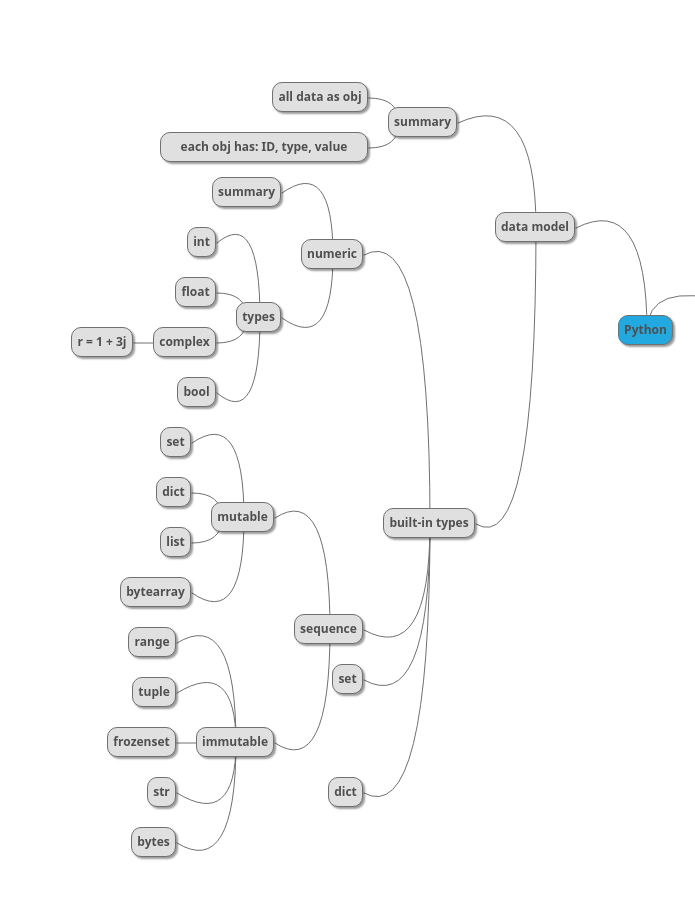 all data as obj
summary
each obj has: ID, type, value
summary
int
data model
numeric
float
types
Python
r = 1 + 3j
complex
bool
set
dict
mutable
built-in types
list
bytearray
range
sequence
set
tuple
frozenset
immutable
str
dict
bytes